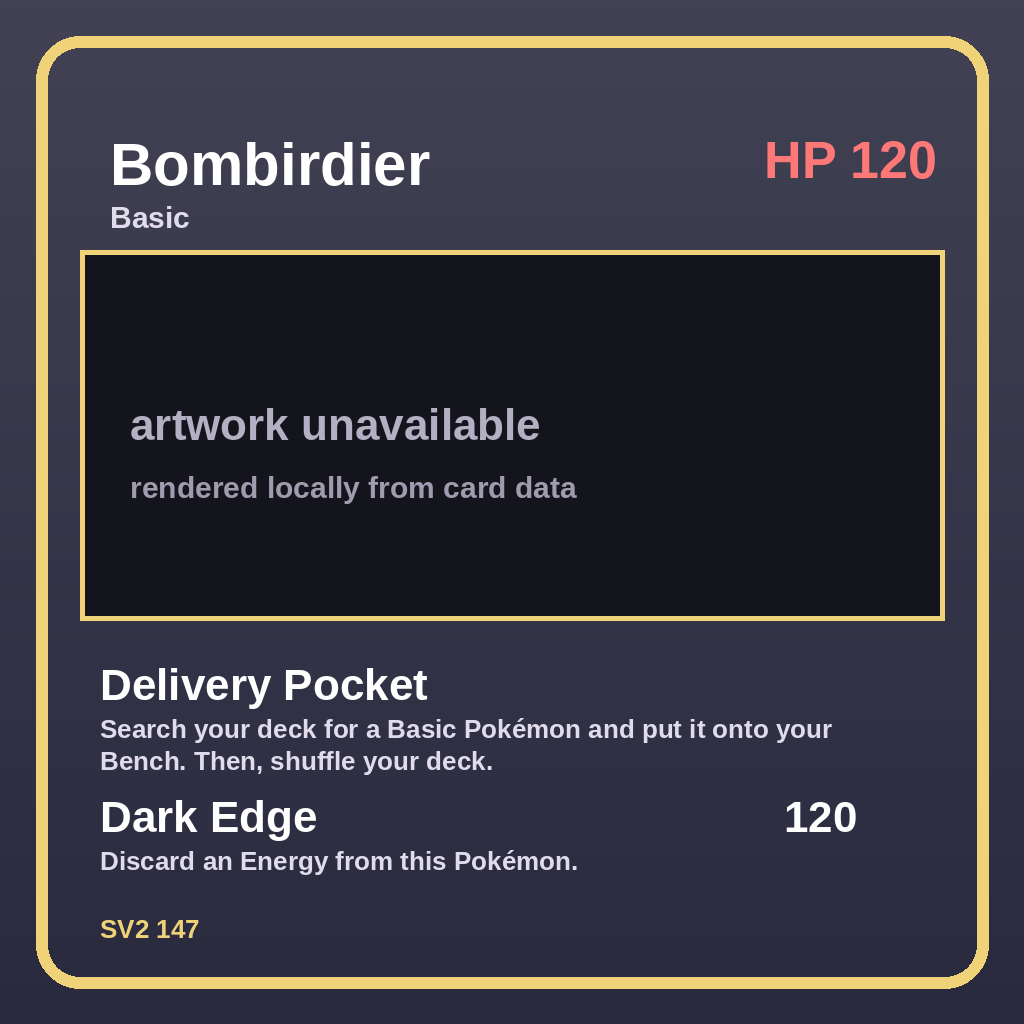 Bombirdier
HP 120
Basic
artwork unavailable
rendered locally from card data
Delivery Pocket
Search your deck for a Basic Pokémon and put it onto your
Bench. Then, shuffle your deck.
Dark Edge
120
Discard an Energy from this Pokémon.
SV2 147